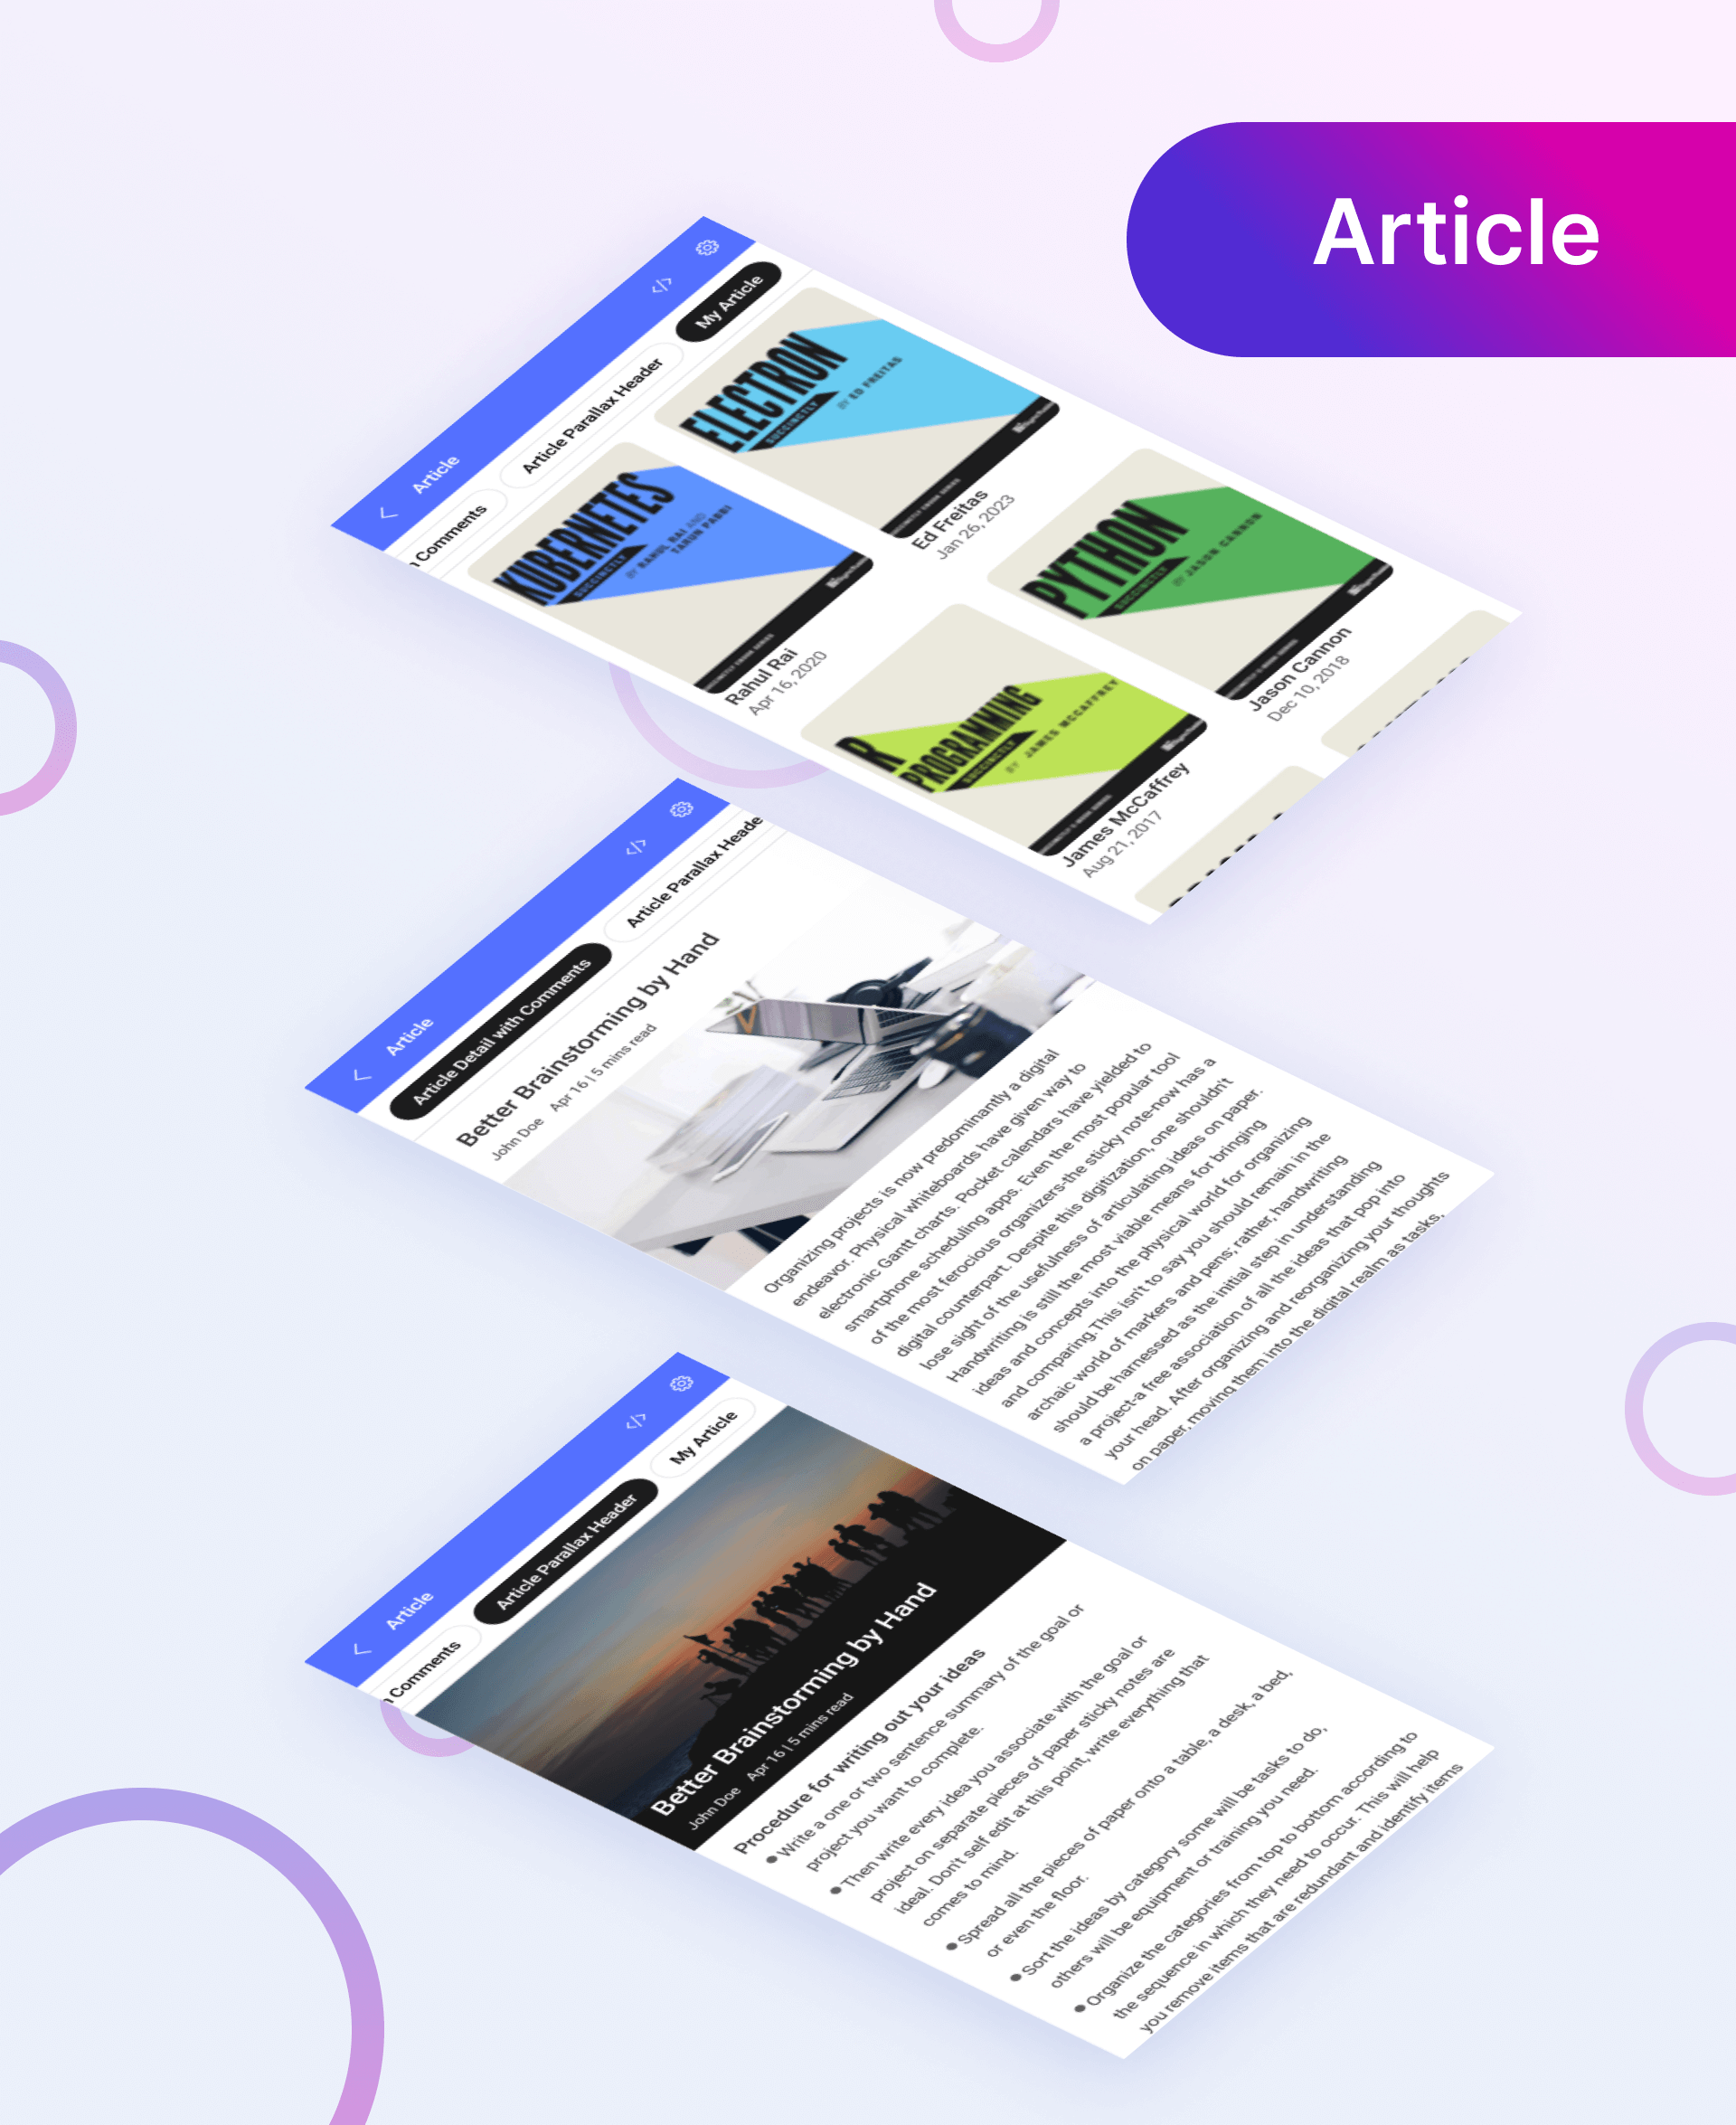 Article
</>
Article
n Comments
Article Parallax Header
My Article
KUBERNETES
SUCCINCTLY
BY RAHUL RAI AND
TARUN PABBI
Rahul Rai
Apr 16, 2020
ELECTRON
SUCCINCTLY
BY ED FREITAS
Ed Freitas
Jan 26, 2023
R
PROGRAMMING
SUCCINCTLY
BY JAMES MCCAFFREY
James McCaffrey
Aug 21, 2017
PYTHON
SUCCINCTLY
BY JASON CANNON
Jason Cannon
Dec 10, 2018
Article
</>
Article Detail with Comments
Article Parallax Heade
Better Brainstorming by Hand
John Doe Apr 16 | 5 mins read
Organizing projects is now predominantly a digital
endeavor. Physical whiteboards have given way to
electronic Gantt charts. Pocket calendars have yielded to
smartphone scheduling apps. Even the most popular tool
of the most ferocious organizers-the sticky note-now has a
digital counterpart. Despite this digitization, one shouldn't
lose sight of the usefulness of articulating ideas on paper.
Handwriting is still the most viable means for bringing
ideas and concepts into the physical world for organizing
and comparing.This isn't to say you should remain in the
archaic world of markers and pens; rather, handwriting
should be harnessed as the initial step in understanding
a project-a free association of all the ideas that pop into
your head. After organizing and reorganizing your thoughts
on paper, moving them into the digital realm as tasks,
Article
</>
n Comments
Article Parallax Header
My Article
Better Brainstorming by Hand
John Doe Apr 16 | 5 mins read
Procedure for writing out your ideas
● Write a one or two sentence summary of the goal or
project you want to complete.
● Then write every idea you associate with the goal or
project on separate pieces of paper sticky notes are
ideal. Don't self edit at this point, write everything that
comes to mind.
● Spread all the pieces of paper onto a table, a desk, a bed,
or even the floor.
● Sort the ideas by category some will be tasks to do,
others will be equipment or training you need.
● Organize the categories from top to bottom according to
the sequence in which they need to occur. This will help
you remove items that are redundant and identify items